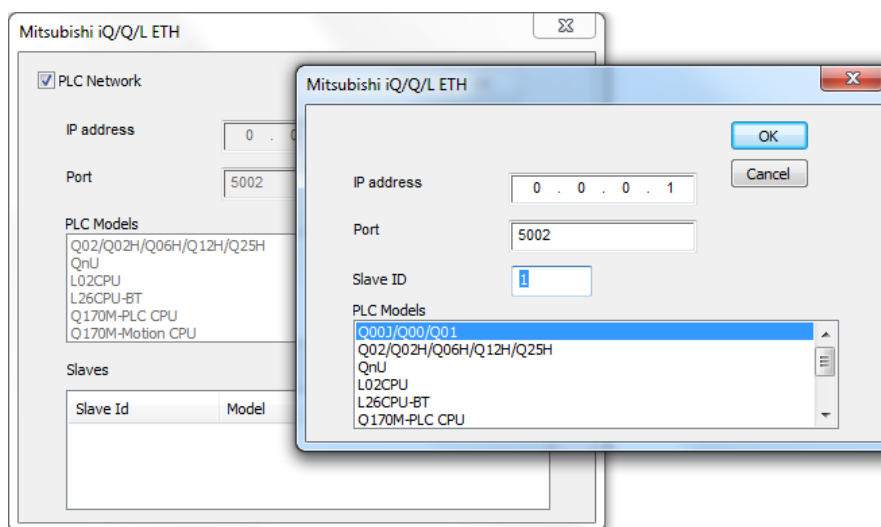 Mitsubishi iQ/Q/L ETH
PLC Network
IP address
0 .
Port
5002
PLC Models
Q02/Q02H/Q06H/Q12H/Q25H
QnU
L02CPU
L26CPU-BT
Q170M-PLC CPU
Q170M-Motion CPU
Slaves
Slave Id Model
Mitsubishi iQ/Q/L ETH
OK
Cancel
IP address
0 . 0 . 0 . 1
Port
5002
Slave ID
1
PLC Models
Q00J/Q00/Q01
Q02/Q02H/Q06H/Q12H/Q25H
QnU
L02CPU
L26CPU-BT
Q170M-PLC CPU